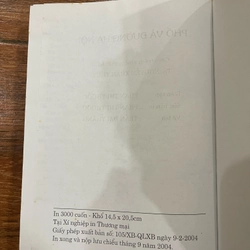 In 3000 cuốn - Khổ 14,5 x 20,5cm
Tại Xí nghiệp in Thương mại
Giấy phép xuất bản số: 105/XB-QLXB ngày 9-2-2004
In xong và nộp lưu chiểu tháng 9 năm 2004.